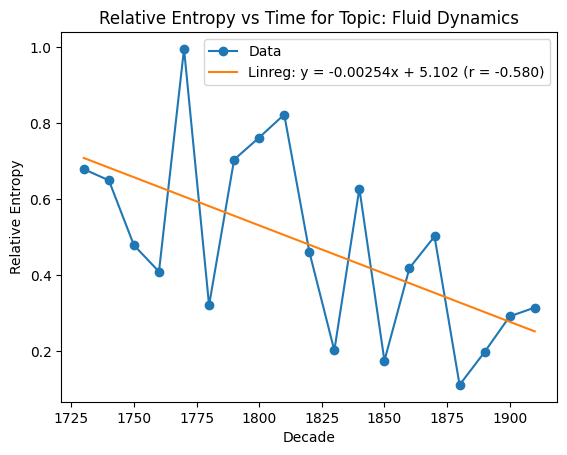 Relative Entropy vs Time for Topic: Fluid Dynamics
Data
Linreg: y = -0.00254x + 5.102 (r = -0.580)
1.0
0.8
0.6
0.4
0.2
Relative Entropy
1725
1750
1775
1800
1825
1850
1875
1900
Decade